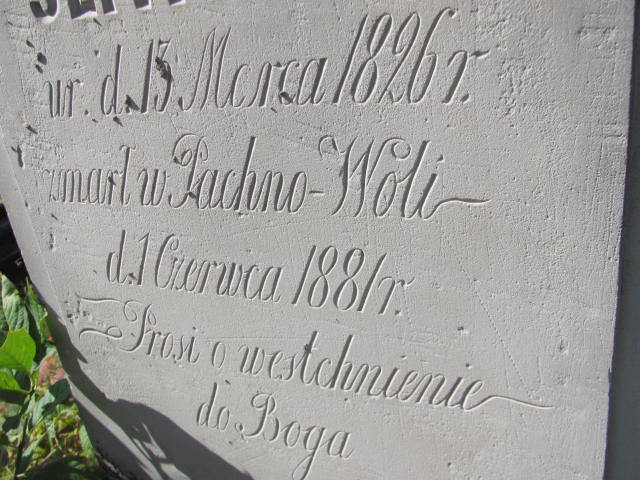 ur. d. 13 Marca 1826 r.
zmarł w Pachno-Woli
d. 1 Czerwca 1881 r.
Prosi o westchnienie
do Boga